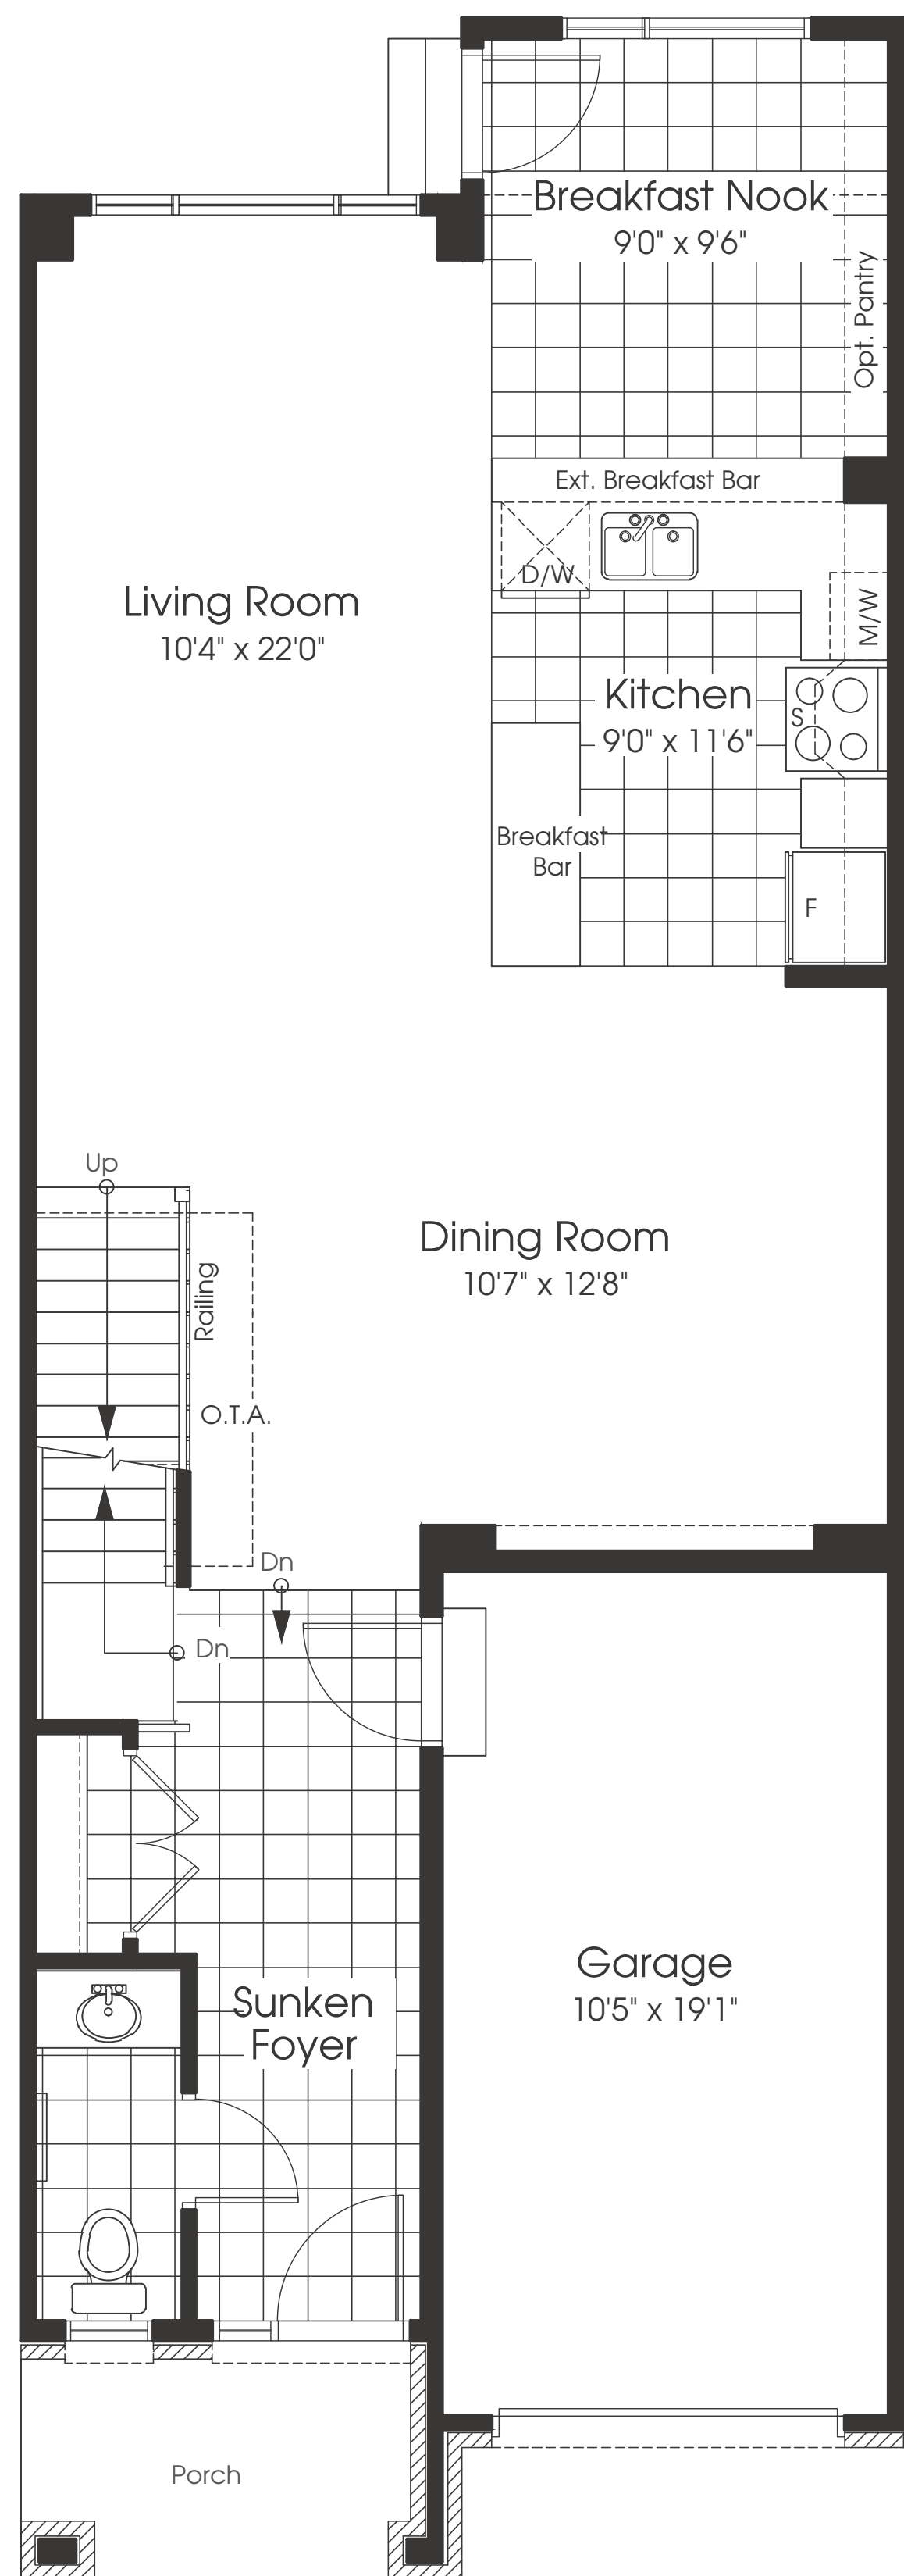 Breakfast Nook
9'0" x 9'6"
Opt. Pantry
Ext. Breakfast Bar
D/W
M/W
Living Room
10'4" x 22'0"
Kitchen
9'0" x 11'6"
S
Breakfast
Bar
F
Up
Dining Room
10'7" x 12'8"
Railing
O.T.A.
Dn
Dn
Garage
10'5" x 19'1"
Sunken
Foyer
Porch